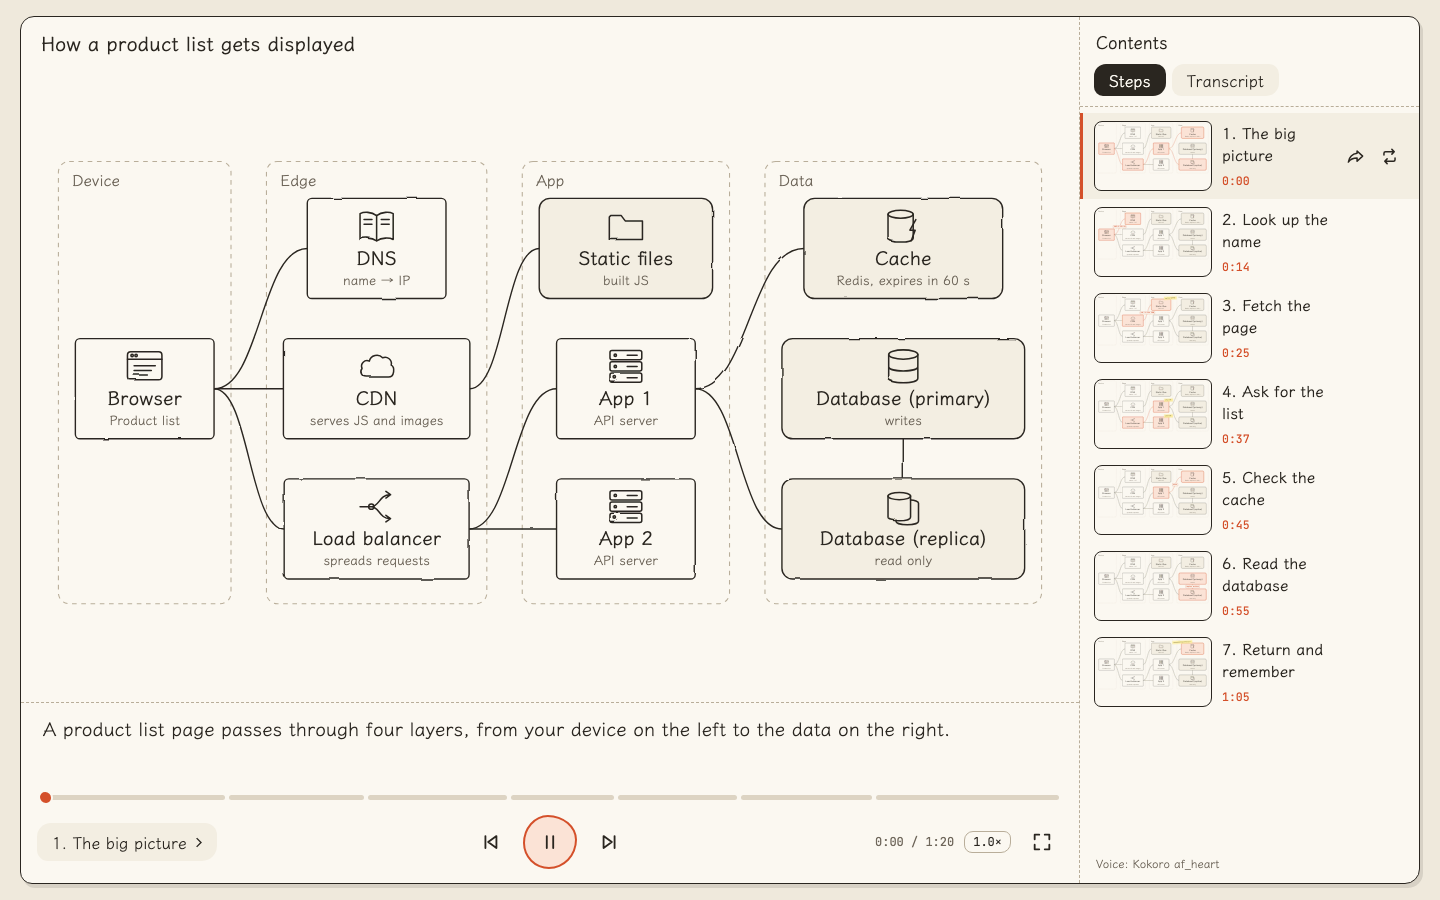 How a product list gets displayed
Device
Browser
Product list
Edge
DNS
name → IP
CDN
serves JS and images
Load balancer
spreads requests
App
Static files
built JS
App 1
API server
App 2
API server
Data
Cache
Redis, expires in 60 s
Database (primary)
writes
Database (replica)
read only
A product list page passes through four layers, from your device on the left to the data on the right.
1. The big picture
0:00 / 1:20
1.0×
Contents
Steps
Transcript
1. The big
picture
0:00
2. Look up the
name
0:14
3. Fetch the
page
0:25
4. Ask for the
list
0:37
5. Check the
cache
0:45
6. Read the
database
0:55
7. Return and
remember
1:05
Voice: Kokoro af_heart